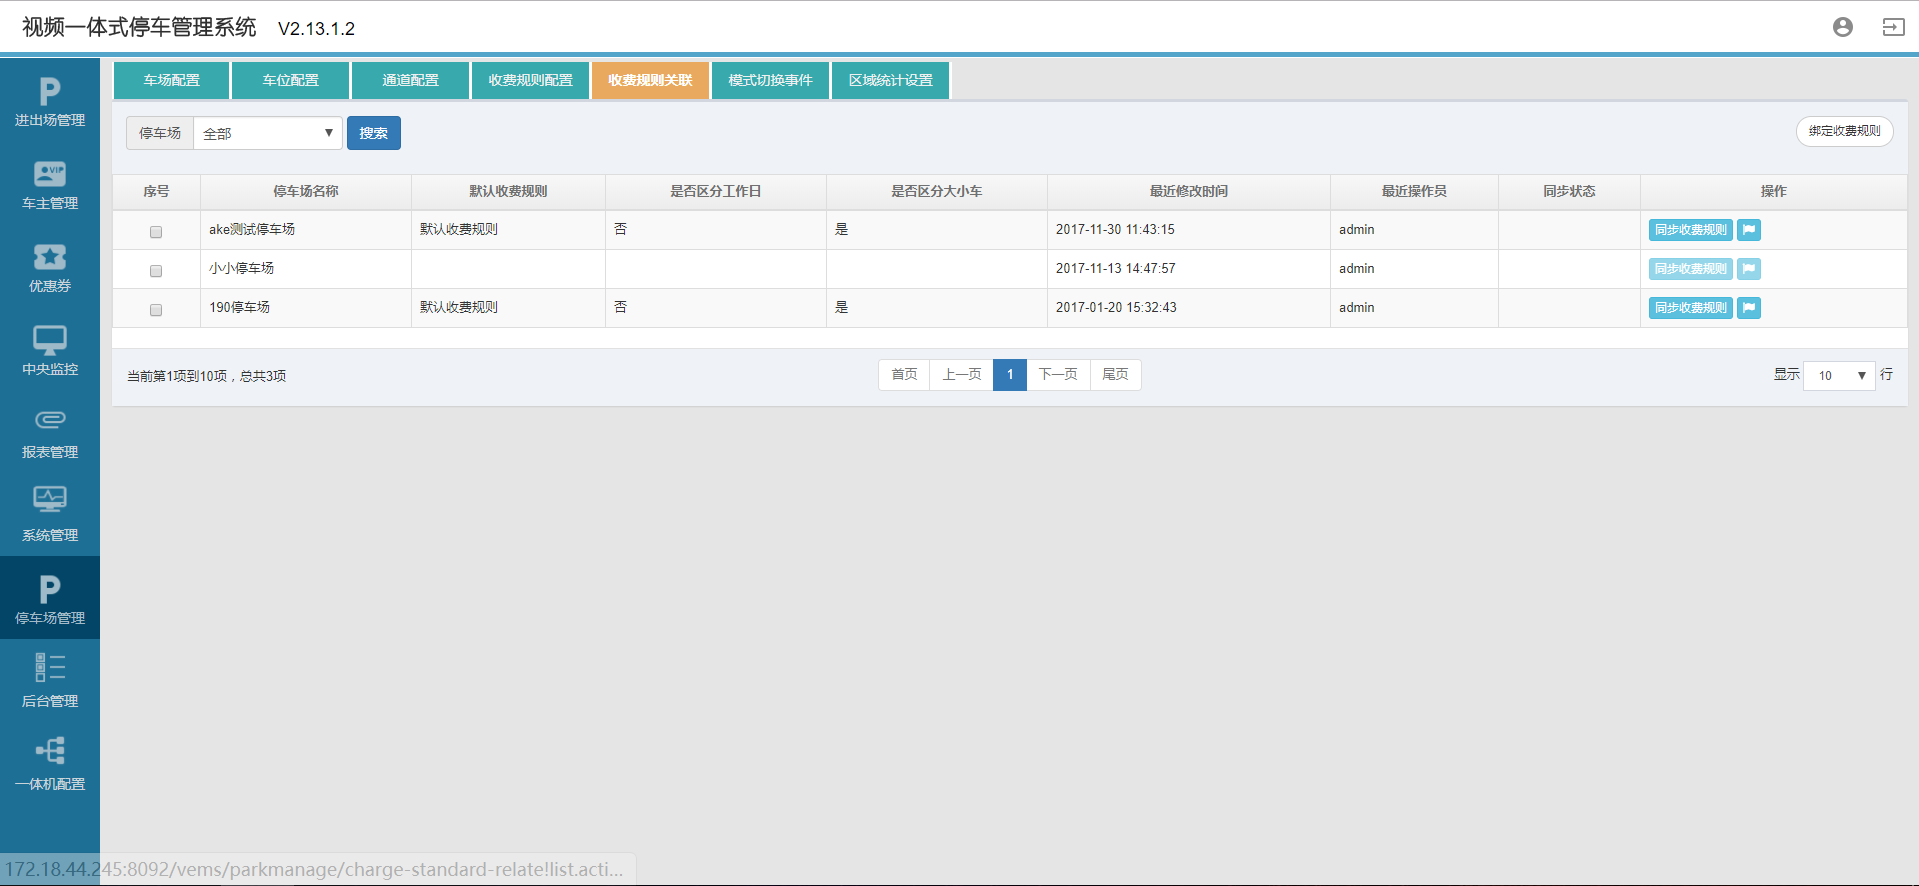 视频一体式停车管理系统 V2.13.1.2
车场配置 车位配置 通道配置 收费规则配置 收费规则关联 模式切换事件 区域统计设置
进出场管理
VIP
车主管理
优惠券
中央监控
报表管理
系统管理
停车场管理
后台管理
一体机配置
停车场 全部 搜索 绑定收费规则
序号 停车场名称 默认收费规则 是否区分工作日 是否区分大小车 最近修改时间 最近操作员 同步状态 操作
ake测试停车场 默认收费规则 否 是 2017-11-30 11:43:15 admin 同步收费规则
小小停车场 2017-11-13 14:47:57 admin 同步收费规则
190停车场 默认收费规则 否 是 2017-01-20 15:32:43 admin 同步收费规则
当前第1项到10项，总共3项 首页 上一页 1 下一页 尾页 显示 10 行
172.18.44.245:8092/vems/parkmanage/charge-standard-relate!list.acti...